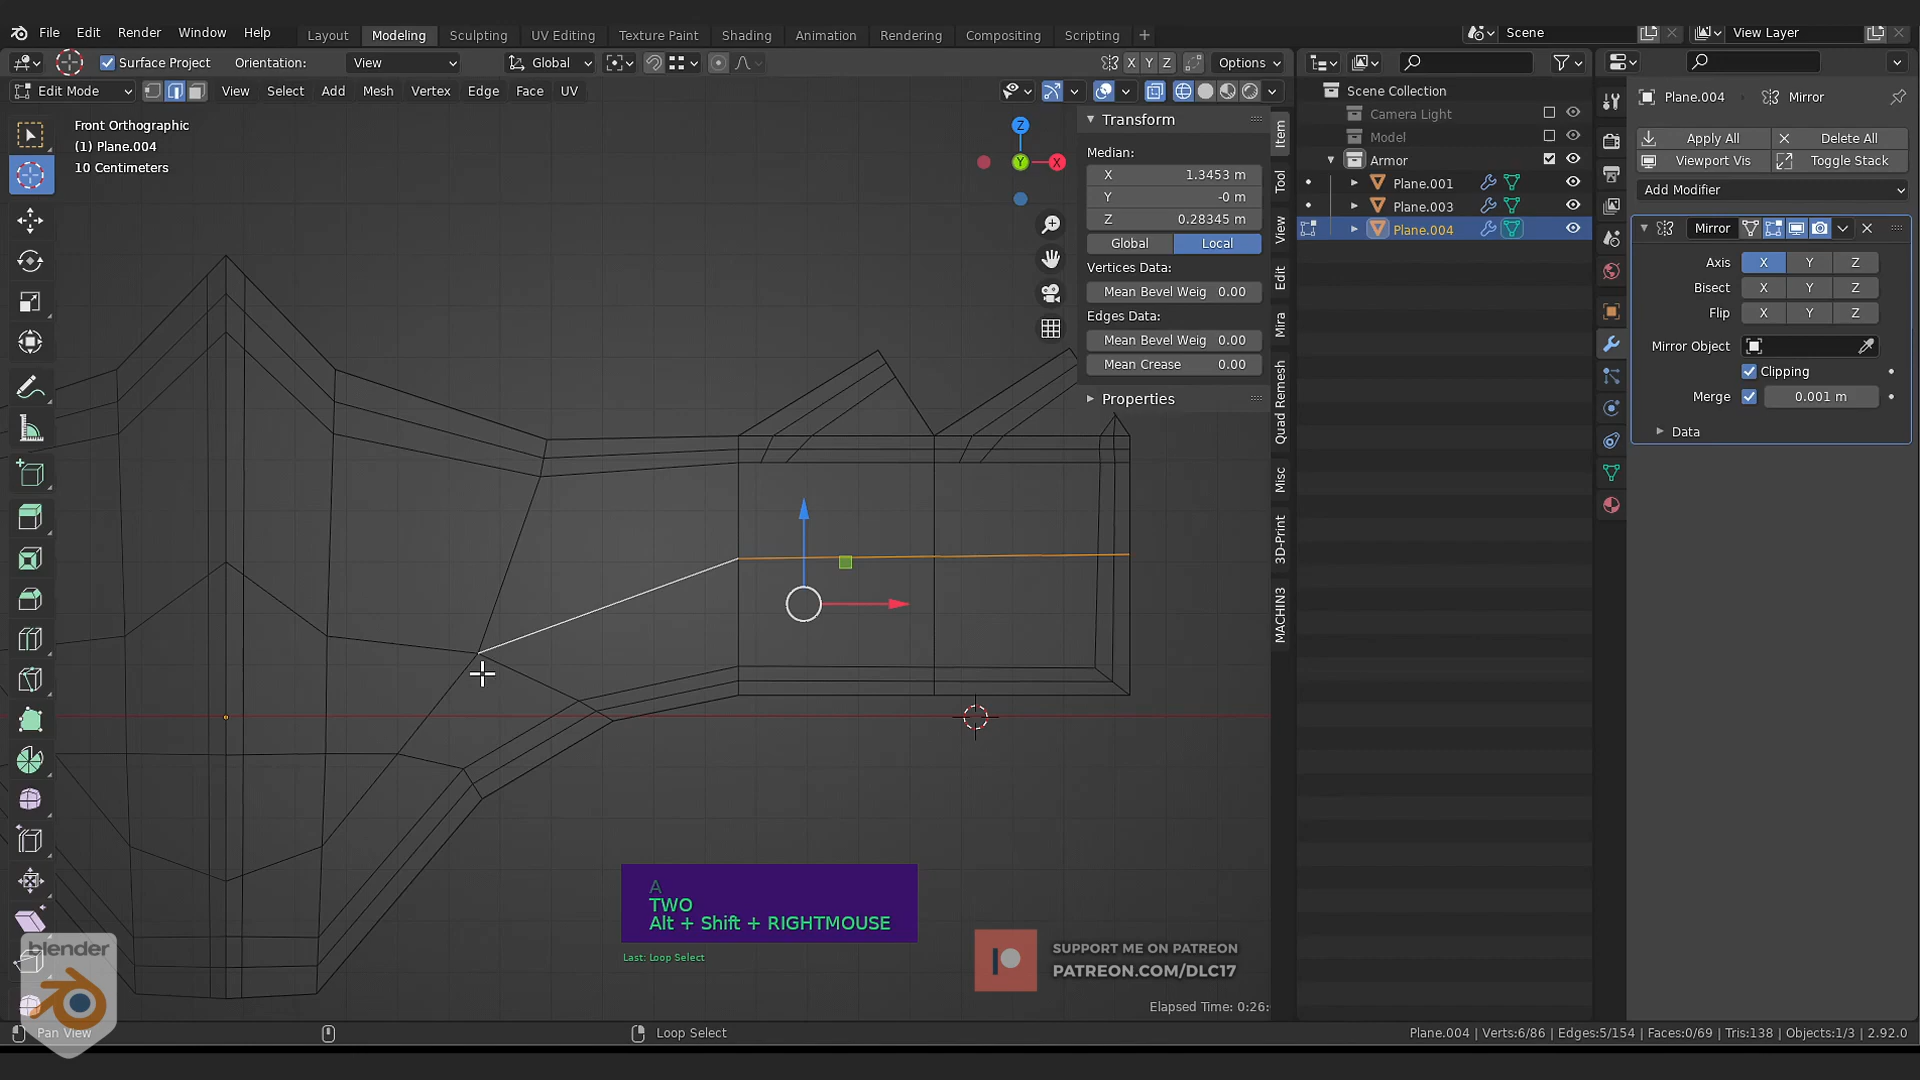 File Edit Render Window Help
Layout Modeling Sculpting UV Editing Texture Paint Shading Animation Rendering Compositing Scripting
Scene
View Layer
Surface Project Orientation: View
Global
X Y Z Options
Edit Mode View Select Add Mesh Vertex Edge Face UV
Front Orthographic
(1) Plane.004
10 Centimeters
Z
Y
X
Transform
Median:
X 1.3453 m
Y -0 m
Z 0.28345 m
Global Local
Vertices Data:
Mean Bevel Weig 0.00
Edges Data:
Mean Bevel Weig 0.00
Mean Crease 0.00
Properties
Item
Tool
View
Edit
Mira
Quad Remesh
Misc
3D-Print
MACHIN3
Scene Collection
Camera Light
Model
Armor
Plane.001
Plane.003
Plane.004
Plane.004 Mirror
Apply All Delete All
Viewport Vis Toggle Stack
Add Modifier
Mirror
Axis X Y Z
Bisect X Y Z
Flip X Y Z
Mirror Object
Clipping
Merge 0.001 m
Data
A
TWO
Alt + Shift + RIGHTMOUSE
Last: Loop Select
SUPPORT ME ON PATREON
PATREON.COM/DLC17
Elapsed Time: 0:26:
blender
Pan View
Loop Select
Plane.004 | Verts:6/86 | Edges:5/154 | Faces:0/69 | Tris:138 | Objects:1/3 | 2.92.0